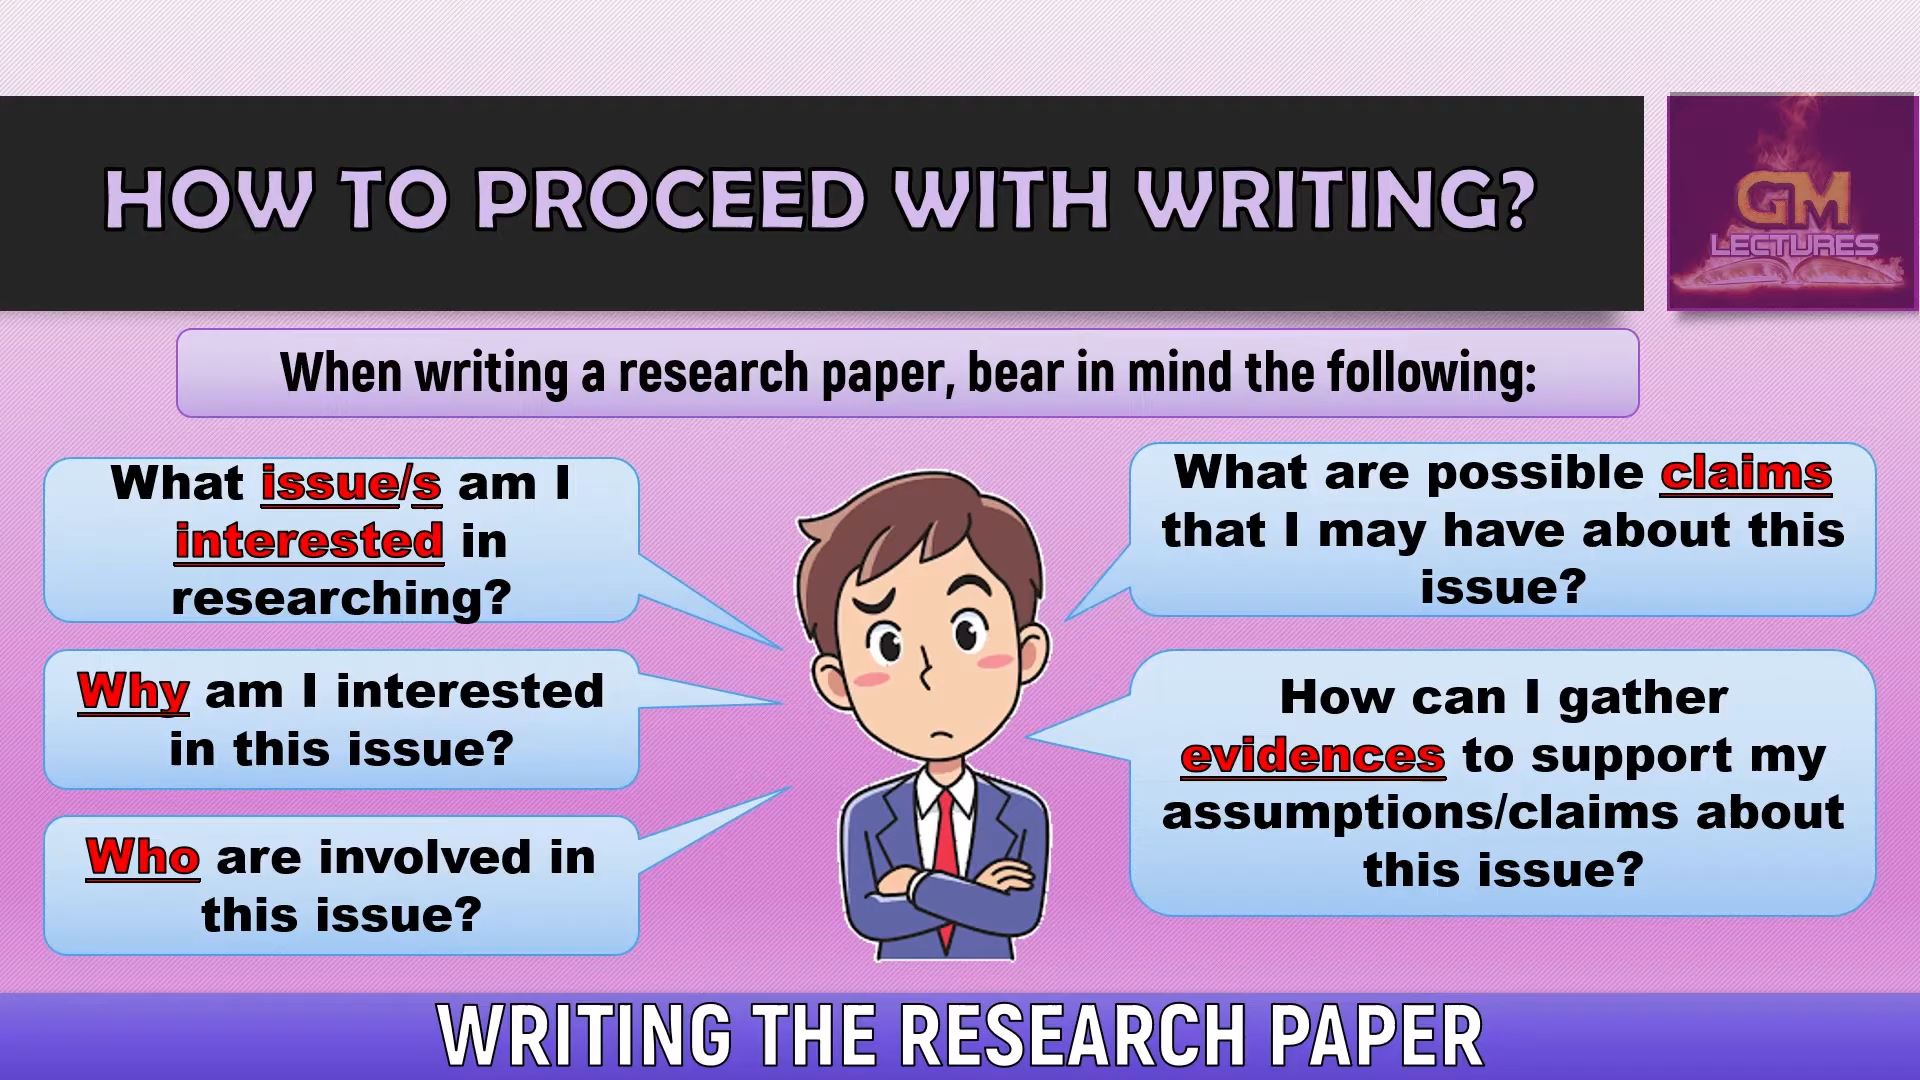 HOW TO PROCEED WITH WRITING?
GM
LECTURES
When writing a research paper, bear in mind the following:
What issue/s am I
interested in
researching?
Why am I interested
in this issue?
Who are involved in
this issue?
What are possible claims
that I may have about this
issue?
How can I gather
evidences to support my
assumptions/claims about
this issue?
WRITING THE RESEARCH PAPER